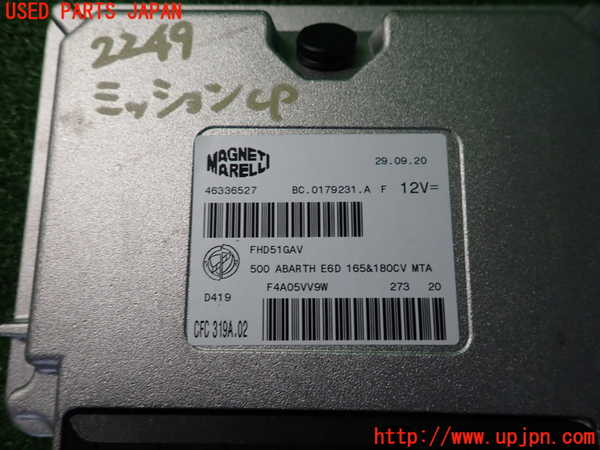 USED PARTS JAPAN
2249
ミッションCP
MAGNETI
MARELLI
29.09.20
46336527 BC.0179231.A F 12V=
FHD51GAV
500 ABARTH E6D 165&180CV MTA
F4A05VV9W 273 20
D419
CFC 319A.02
http://www.upjpn.com/